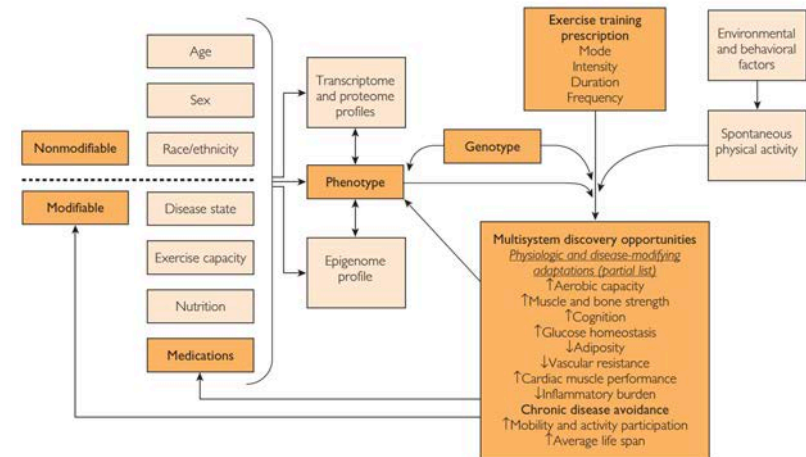 Nonmodifiable
Modifiable
Age
Sex
Race/ethnicity
Disease state
Exercise capacity
Nutrition
Medications
Transcriptome
and proteome
profiles
Phenotype
Epigenome
profile
Genotype
Exercise training
prescription
Mode
Intensity
Duration
Frequency
Environmental
and behavioral
factors
Spontaneous
physical activity
Multisystem discovery opportunities
Physiologic and disease-modifying
adaptations (partial list)
↑Aerobic capacity
↑Muscle and bone strength
↑Cognition
↑Glucose homeostasis
↓Adiposity
↓Vascular resistance
↑Cardiac muscle performance
↓Inflammatory burden
Chronic disease avoidance
↑Mobility and activity participation
↑Average life span